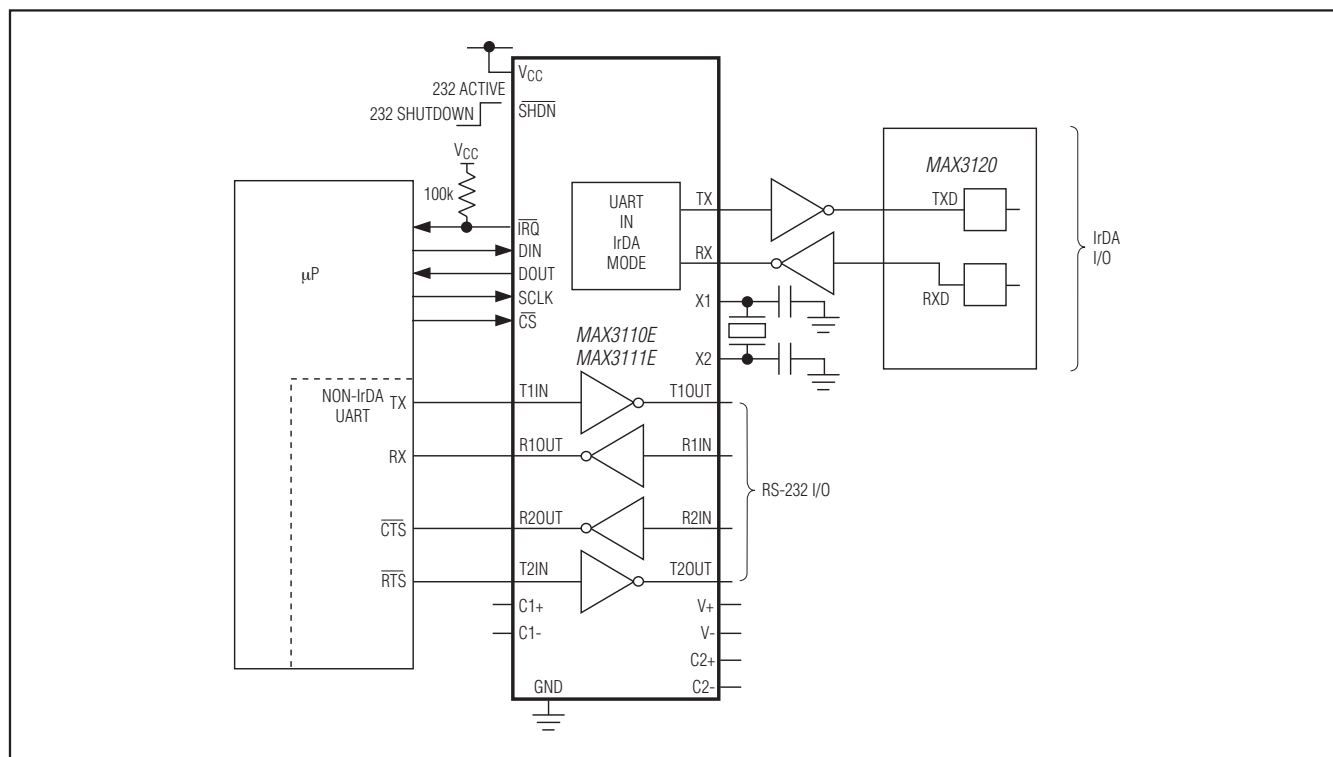 VCC
232 ACTIVE
232 SHUTDOWN
SHDN
VCC
100k
MAX3120
UART
IN
IrDA
MODE
TX
TXD
IRQ
DIN
DOUT
SCLK
CS
µP
RX
RXD
IrDA
I/O
X1
X2
MAX3110E
MAX3111E
NON-IrDA
UART
TX
T1IN
T1OUT
RX
R1OUT
R1IN
RS-232 I/O
CTS
R2OUT
R2IN
RTS
T2IN
T2OUT
C1+
C1-
V+
V-
C2+
C2-
GND